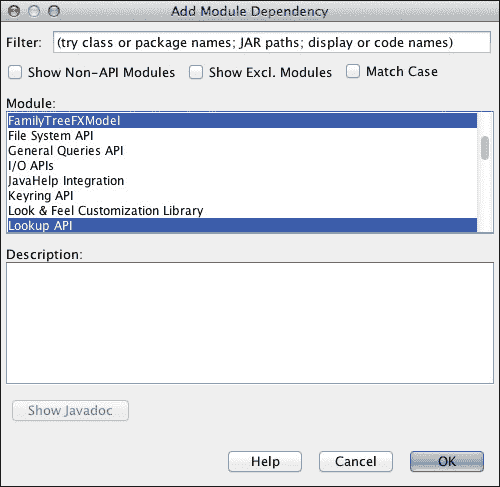 Add Module Dependency
Filter: (try class or package names; JAR paths; display or code names)
Show Non-API Modules Show Excl. Modules Match Case
Module:
FamilyTreeFXModel
File System API
General Queries API
I/O APIs
JavaHelp Integration
Keyring API
Look & Feel Customization Library
Lookup API
Description:
Show Javadoc
Help Cancel OK